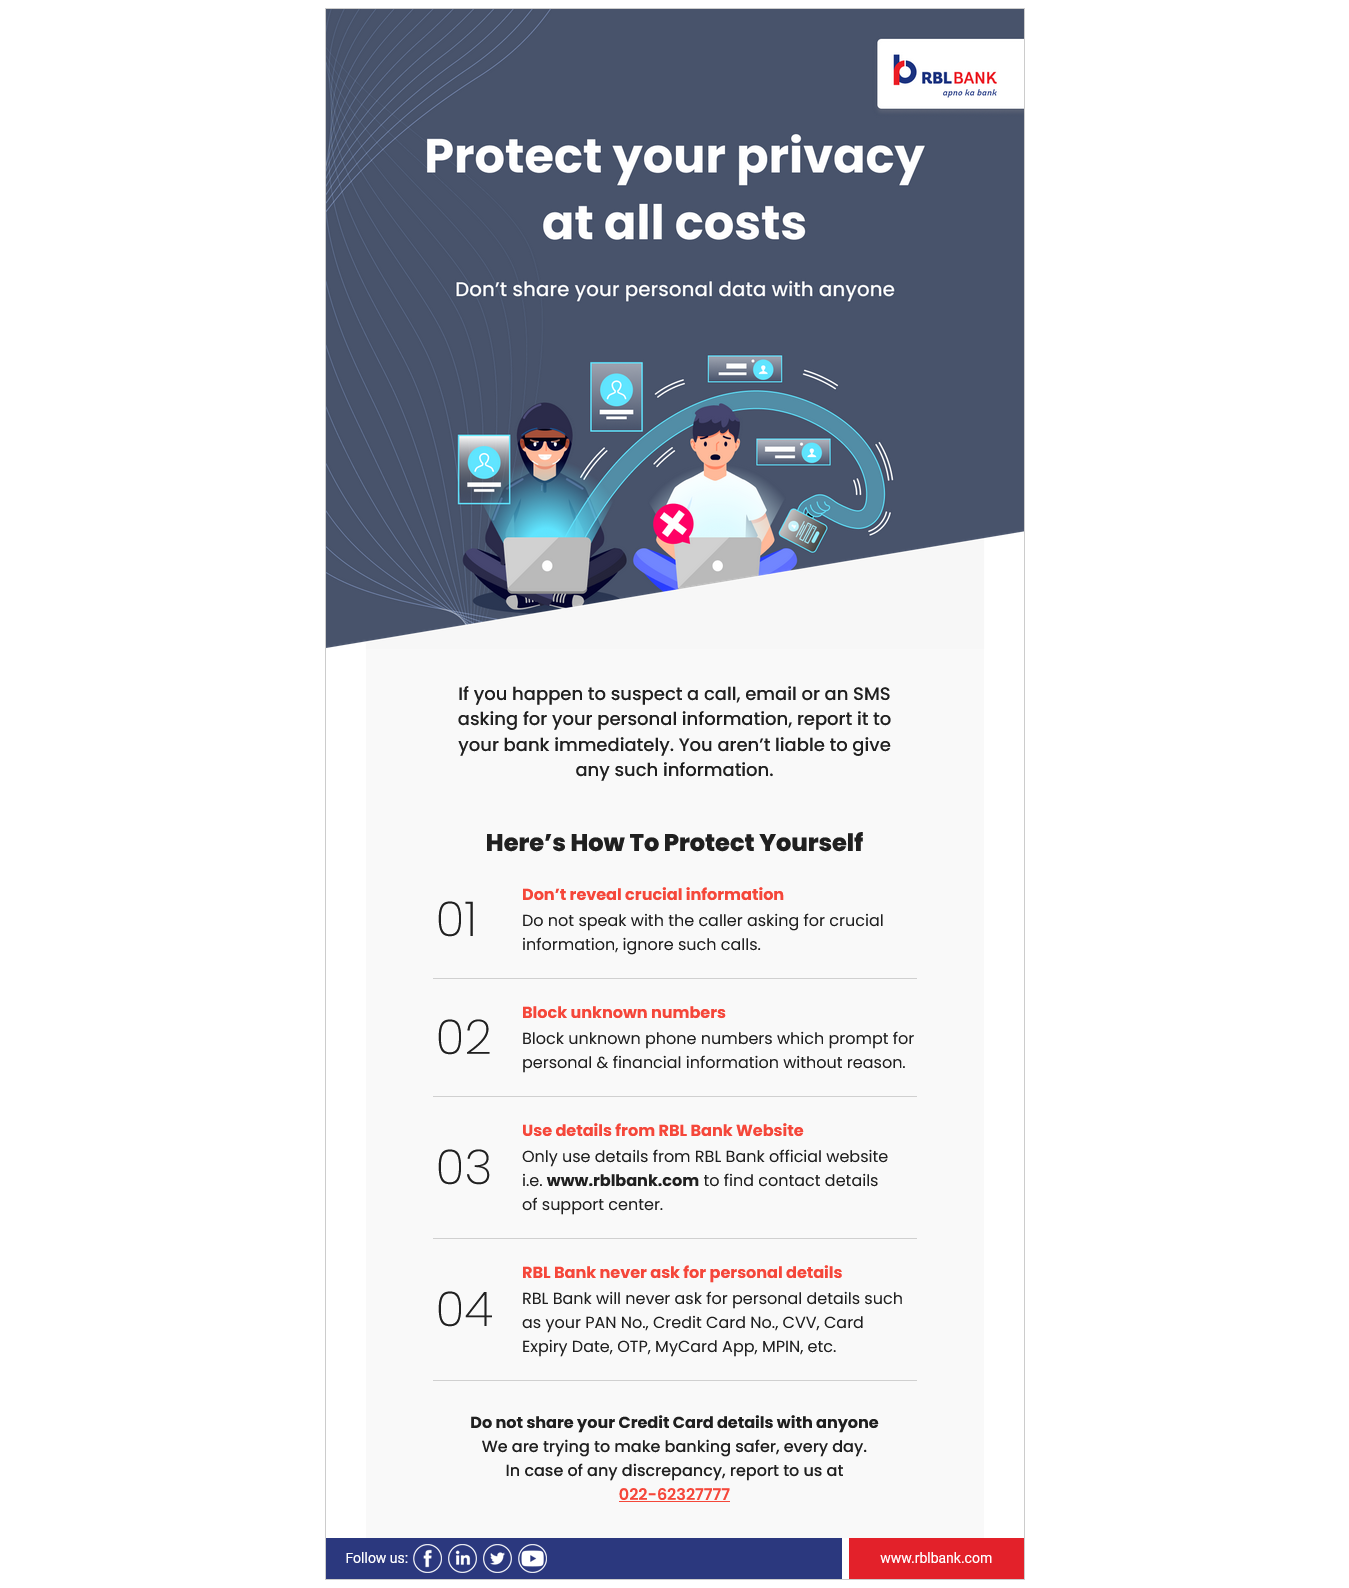 RBL BANK
apno ka bank
Protect your privacy
at all costs
Don’t share your personal data with anyone
If you happen to suspect a call, email or an SMS
asking for your personal information, report it to
your bank immediately. You aren’t liable to give
any such information.
Here’s How To Protect Yourself
01
Don’t reveal crucial information
Do not speak with the caller asking for crucial
information, ignore such calls.
02
Block unknown numbers
Block unknown phone numbers which prompt for
personal & financial information without reason.
03
Use details from RBL Bank Website
Only use details from RBL Bank official website
i.e. www.rblbank.com to find contact details
of support center.
04
RBL Bank never ask for personal details
RBL Bank will never ask for personal details such
as your PAN No., Credit Card No., CVV, Card
Expiry Date, OTP, MyCard App, MPIN, etc.
Do not share your Credit Card details with anyone
We are trying to make banking safer, every day.
In case of any discrepancy, report to us at
022-62327777
Follow us:
www.rblbank.com